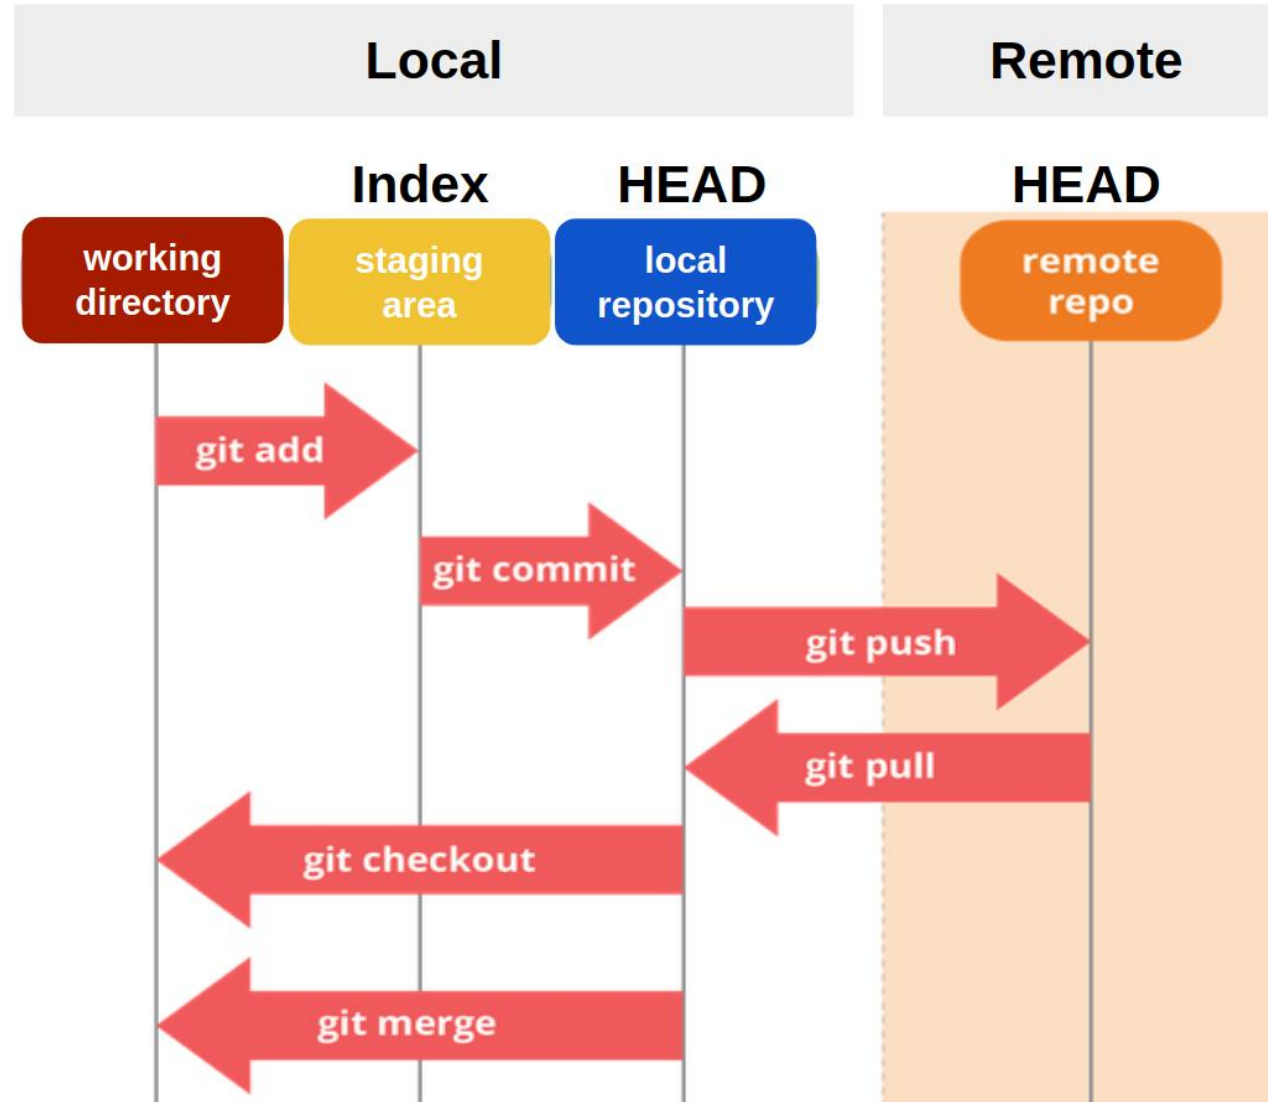 Local
Remote
Index
HEAD
HEAD
working
directory
staging
area
local
repository
remote
repo
git add
git commit
git push
git pull
git checkout
git merge